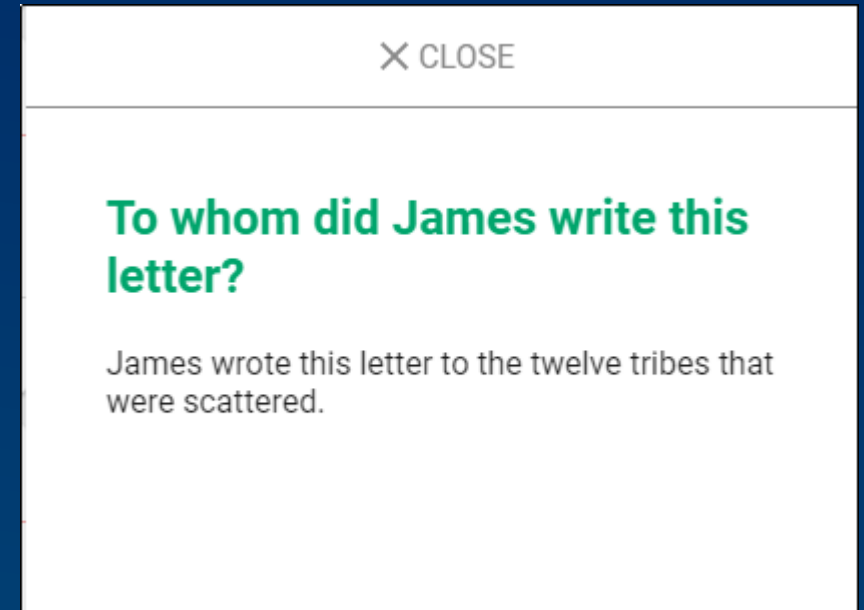 CLOSE
To whom did James write this
letter?
James wrote this letter to the twelve tribes that
were scattered.